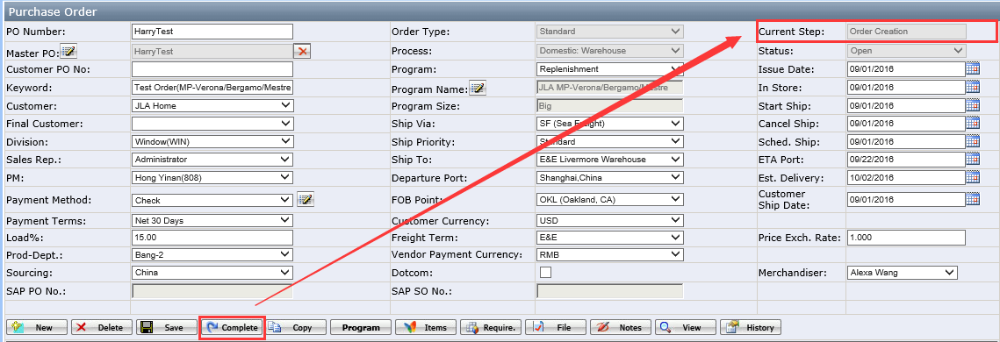 Purchase Order
PO Number: HarryTest Order Type: Standard Current Step: Order Creation
Master PO: HarryTest Process: Domestic: Warehouse Status: Open
Customer PO No: Program: Replenishment Issue Date: 09/01/2016
Keyword: Test Order(MP-Verona/Bergamo/Mestre Program Name: JLA MP-Verona/Bergamo/Mestre In Store: 09/01/2016
Customer: JLA Home Program Size: Big Start Ship: 09/01/2016
Final Customer: Ship Via: SF (Sea Freight) Cancel Ship: 09/01/2016
Division: Window(WIN) Ship Priority: Standard Sched. Ship: 09/01/2016
Sales Rep.: Administrator Ship To: E&E Livermore Warehouse ETA Port: 09/22/2016
PM: Hong Yinan(808) Departure Port: Shanghai,China Est. Delivery: 10/02/2016
Payment Method: Check FOB Point: OKL (Oakland, CA) Customer Ship Date: 09/01/2016
Payment Terms: Net 30 Days Customer Currency: USD
Load%: 15.00 Freight Term: E&E Price Exch. Rate: 1.000
Prod-Dept.: Bang-2 Vendor Payment Currency: RMB
Sourcing: China Dotcom: Merchandiser: Alexa Wang
SAP PO No.: SAP SO No.:
New Delete Save Complete Copy Program Items Require. File Notes View History